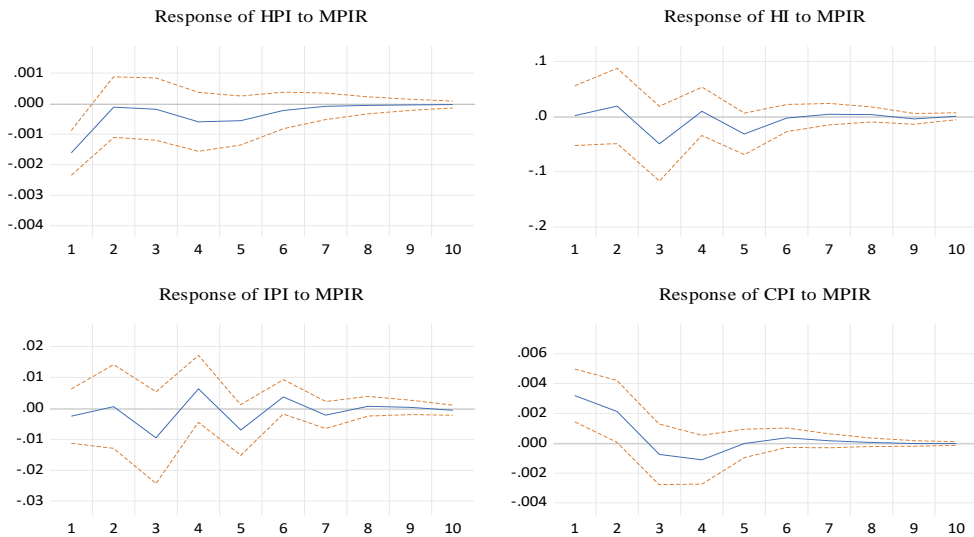 Response of HPI to MPIR
.001
.000
-.001
-.002
-.003
-.004
1 2 3 4 5 6 7 8 9 10
Response of HI to MPIR
.1
.0
-.1
-.2
1 2 3 4 5 6 7 8 9 10
Response of IPI to MPIR
.02
.01
.00
-.01
-.02
-.03
1 2 3 4 5 6 7 8 9 10
Response of CPI to MPIR
.006
.004
.002
.000
-.002
-.004
1 2 3 4 5 6 7 8 9 10